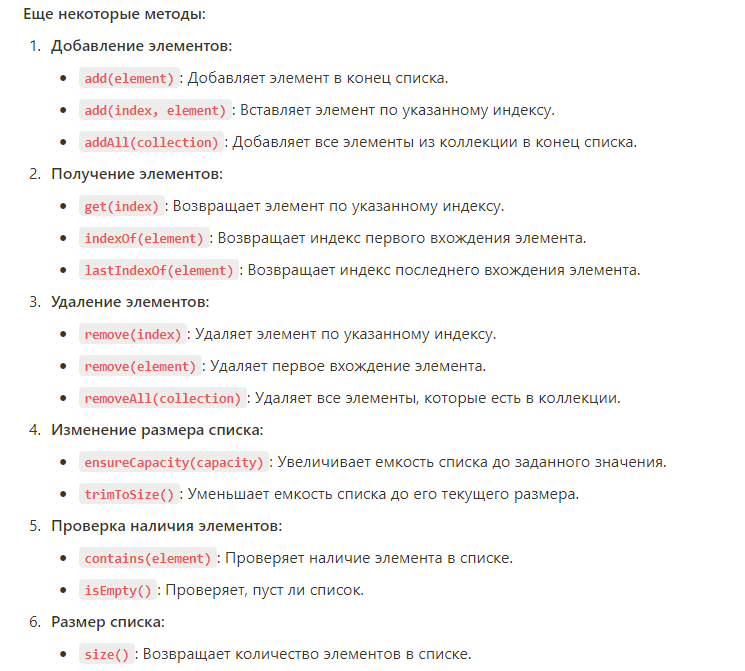 Еще некоторые методы:
1. Добавление элементов:
• add(element) : Добавляет элемент в конец списка.
• add(index, element) : Вставляет элемент по указанному индексу.
• addAll(collection) : Добавляет все элементы из коллекции в конец списка.
2. Получение элементов:
• get(index) : Возвращает элемент по указанному индексу.
• indexOf(element) : Возвращает индекс первого вхождения элемента.
• lastIndexOf(element) : Возвращает индекс последнего вхождения элемента.
3. Удаление элементов:
• remove(index) : Удаляет элемент по указанному индексу.
• remove(element) : Удаляет первое вхождение элемента.
• removeAll(collection) : Удаляет все элементы, которые есть в коллекции.
4. Изменение размера списка:
• ensureCapacity(capacity) : Увеличивает емкость списка до заданного значения.
• trimToSize() : Уменьшает емкость списка до его текущего размера.
5. Проверка наличия элементов:
• contains(element) : Проверяет наличие элемента в списке.
• isEmpty() : Проверяет, пуст ли список.
6. Размер списка:
• size() : Возвращает количество элементов в списке.